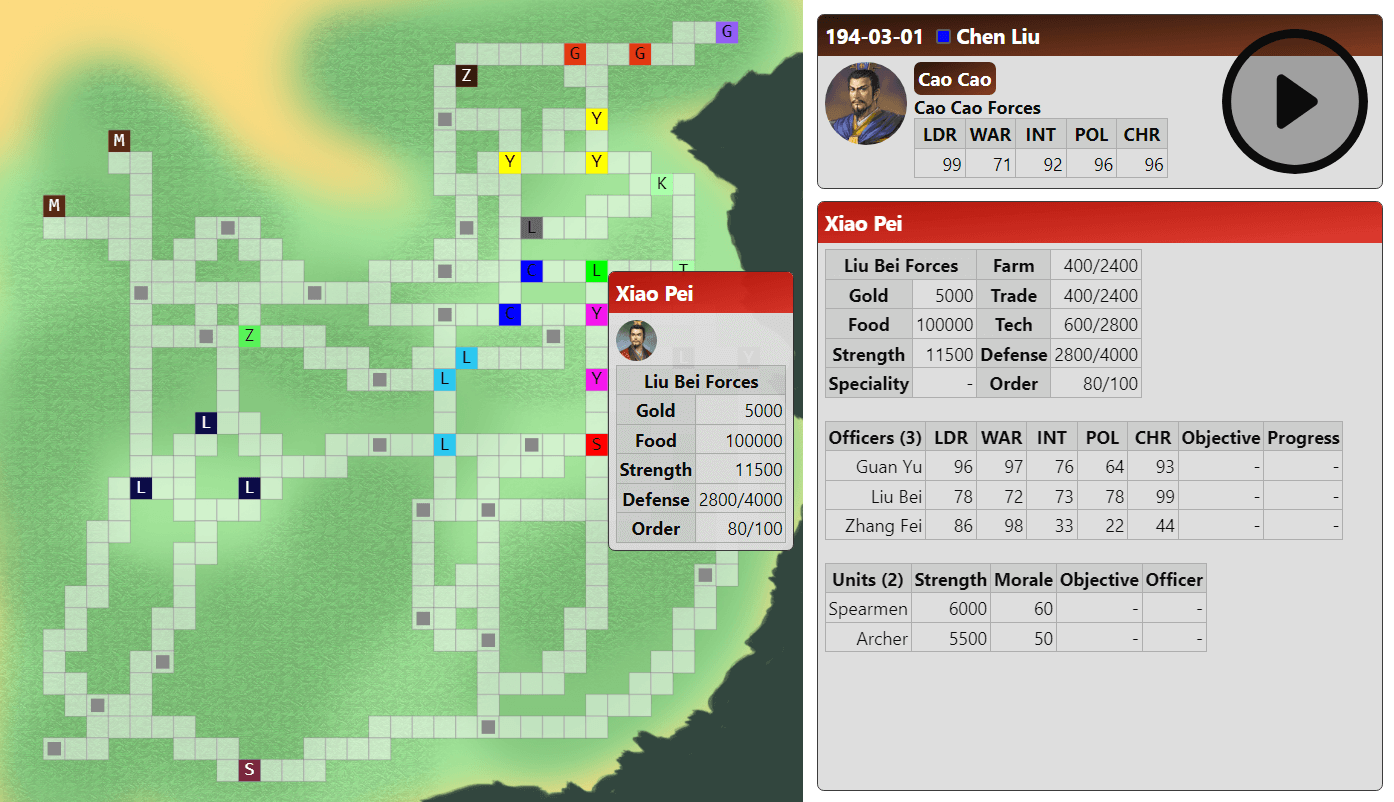 G
G
G
Z
Y
M
Y
Y
K
M
L
C
L
T
C
Y
Z
L
L
Y
L
L
S
L
L
S
Xiao Pei
Liu Bei Forces
Gold 5000
Food 100000
Strength 11500
Defense 2800/4000
Order 80/100
194-03-01 Chen Liu
Cao Cao
Cao Cao Forces
LDR WAR INT POL CHR
99 71 92 96 96
Xiao Pei
Liu Bei Forces Farm 400/2400
Gold 5000 Trade 400/2400
Food 100000 Tech 600/2800
Strength 11500 Defense 2800/4000
Speciality - Order 80/100
Officers (3) LDR WAR INT POL CHR Objective Progress
Guan Yu 96 97 76 64 93 - -
Liu Bei 78 72 73 78 99 - -
Zhang Fei 86 98 33 22 44 - -
Units (2) Strength Morale Objective Officer
Spearmen 6000 60 - -
Archer 5500 50 - -